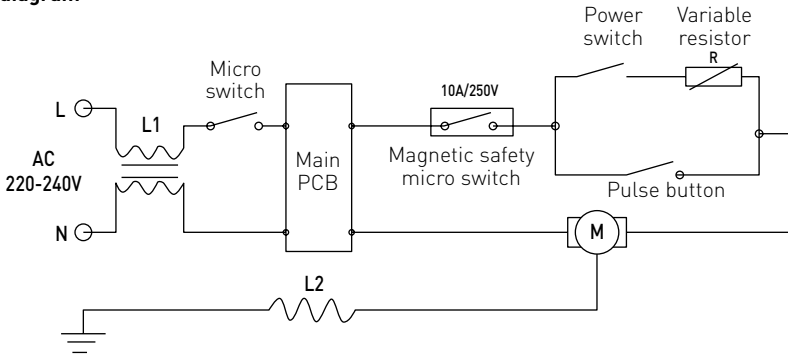 diagram
Power
switch
Variable
resistor
R
Micro
switch
10A/250V
L
L1
AC
220-240V
Main
PCB
Magnetic safety
micro switch
Pulse button
N
M
L2